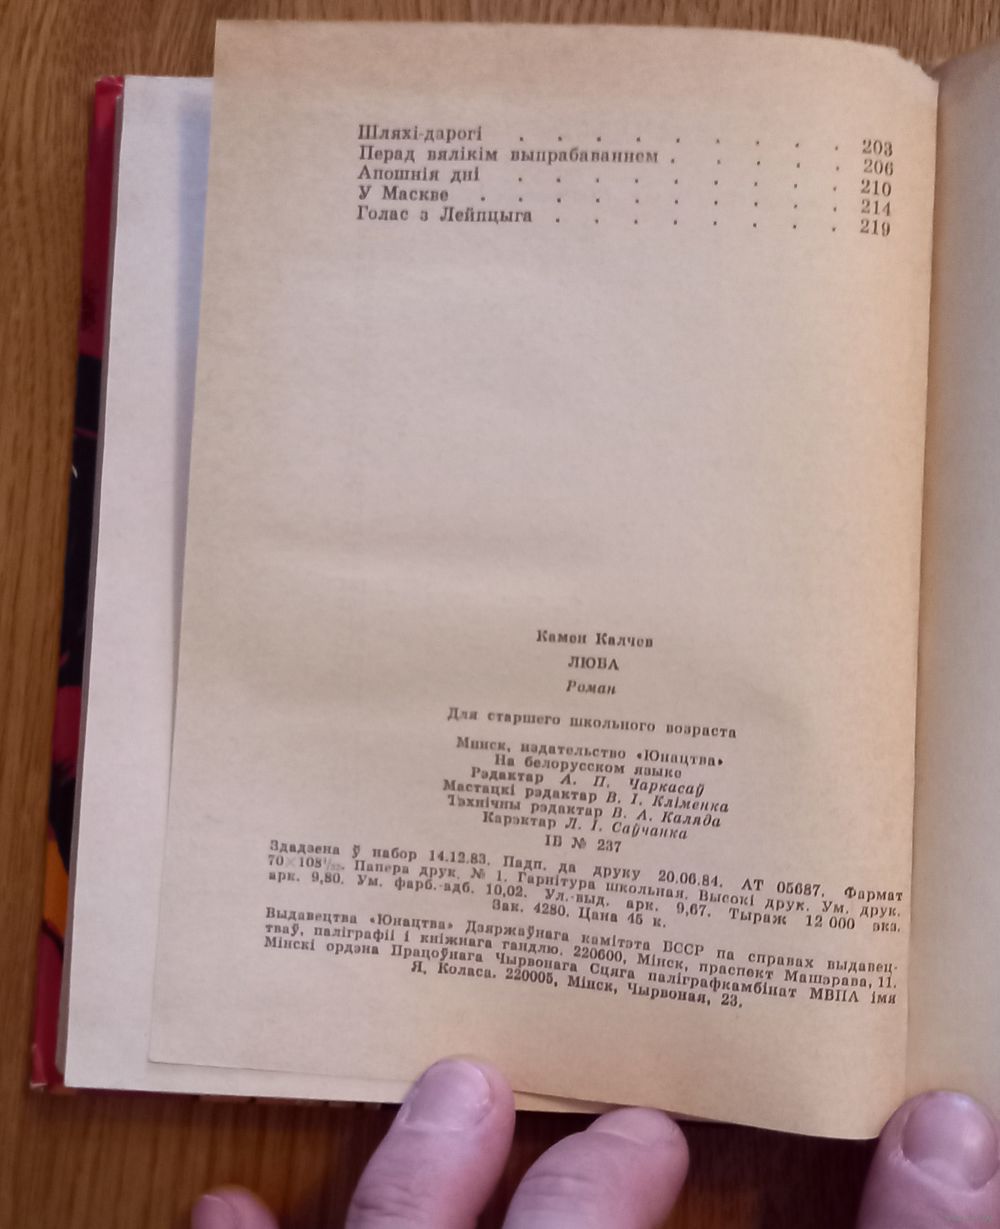 Шляхі-дарогі . . . . . . . . . 203
Перад вялікім выпрабаваннем . . . . . 206
Апошнія дні . . . . . . . . . 210
У Маскве . . . . . . . . . . 214
Голас з Лейпцыга . . . . . . . . 219
Камен Калчев
ЛЮБА
Роман
Для старшего школьного возраста
Минск, издательство «Юнацтва»
На белорусском языке
Рэдактар А. П. Чаркасаў
Мастацкі рэдактар В. І. Кліменка
Тэхнічны рэдактар В. А. Каляда
Карэктар Л. І. Саўчанка
ІБ № 237
Здадзена ў набор 14.12.83. Падп. да друку 20.06.84. АТ 05687. Фармат
70×108¹/₃₂. Папера друк. № 1. Гарнітура школьная. Высокі друк. Ум. друк.
арк. 9,80. Ум. фарб.-адб. 10,02. Ул.-выд. арк. 9,67. Тыраж 12 000 экз.
Зак. 4280. Цана 45 к.
Выдавецтва «Юнацтва» Дзяржаўнага камітэта БССР па справах выдавец-
тваў, паліграфіі і кніжнага гандлю. 220600, Мінск, праспект Машэрава, 11.
Мінскі ордэна Працоўнага Чырвонага Сцяга паліграфкамбінат МВПА імя
Я. Коласа. 220005, Мінск, Чырвоная, 23.